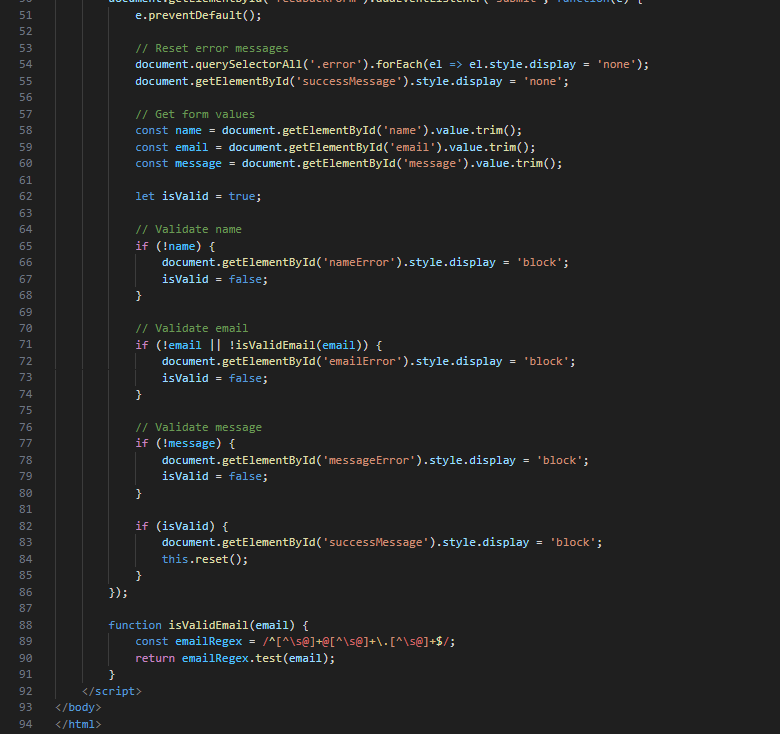 51 e.preventDefault();
52
53 // Reset error messages
54 document.querySelectorAll('.error').forEach(el => el.style.display = 'none');
55 document.getElementById('successMessage').style.display = 'none';
56
57 // Get form values
58 const name = document.getElementById('name').value.trim();
59 const email = document.getElementById('email').value.trim();
60 const message = document.getElementById('message').value.trim();
61
62 let isValid = true;
63
64 // Validate name
65 if (!name) {
66 document.getElementById('nameError').style.display = 'block';
67 isValid = false;
68 }
69
70 // Validate email
71 if (!email || !isValidEmail(email)) {
72 document.getElementById('emailError').style.display = 'block';
73 isValid = false;
74 }
75
76 // Validate message
77 if (!message) {
78 document.getElementById('messageError').style.display = 'block';
79 isValid = false;
80 }
81
82 if (isValid) {
83 document.getElementById('successMessage').style.display = 'block';
84 this.reset();
85 }
86 });
87
88 function isValidEmail(email) {
89 const emailRegex = /^[^\s@]+@[^\s@]+\.[^\s@]+$/;
90 return emailRegex.test(email);
91 }
92 </script>
93 </body>
94 </html>